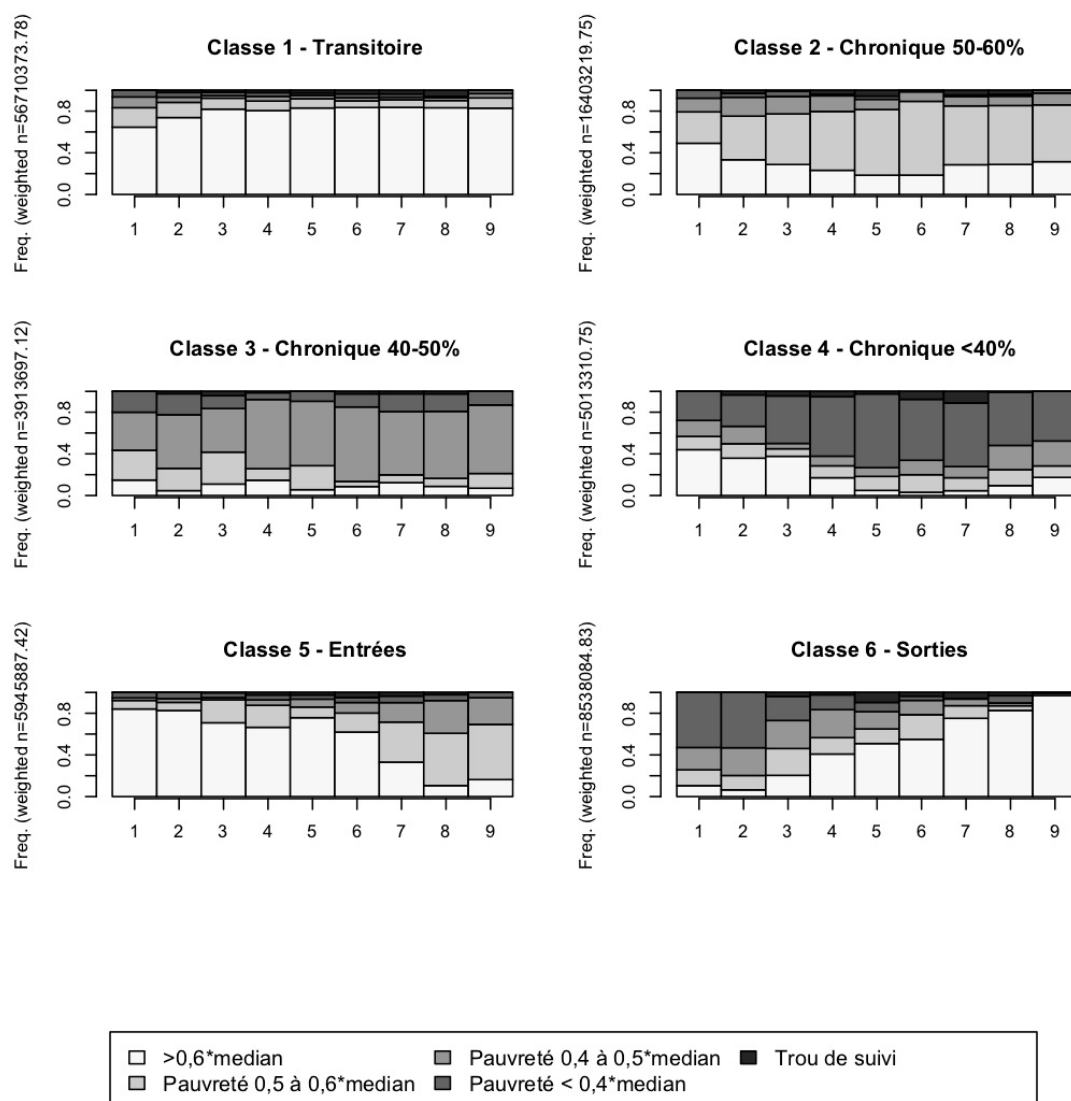 Classe 1 - Transitoire
Freq. (weighted n=56710373.78)
0.0 0.4 0.8
1 2 3 4 5 6 7 8 9
Classe 2 - Chronique 50-60%
Freq. (weighted n=16403219.75)
0.0 0.4 0.8
1 2 3 4 5 6 7 8 9
Classe 3 - Chronique 40-50%
Freq. (weighted n=3913697.12)
0.0 0.4 0.8
1 2 3 4 5 6 7 8 9
Classe 4 - Chronique <40%
Freq. (weighted n=5013310.75)
0.0 0.4 0.8
1 2 3 4 5 6 7 8 9
Classe 5 - Entrées
Freq. (weighted n=5945887.42)
0.0 0.4 0.8
1 2 3 4 5 6 7 8 9
Classe 6 - Sorties
Freq. (weighted n=8538084.83)
0.0 0.4 0.8
1 2 3 4 5 6 7 8 9
>0,6*median
Pauvreté 0,5 à 0,6*median
Pauvreté 0,4 à 0,5*median
Pauvreté < 0,4*median
Trou de suivi